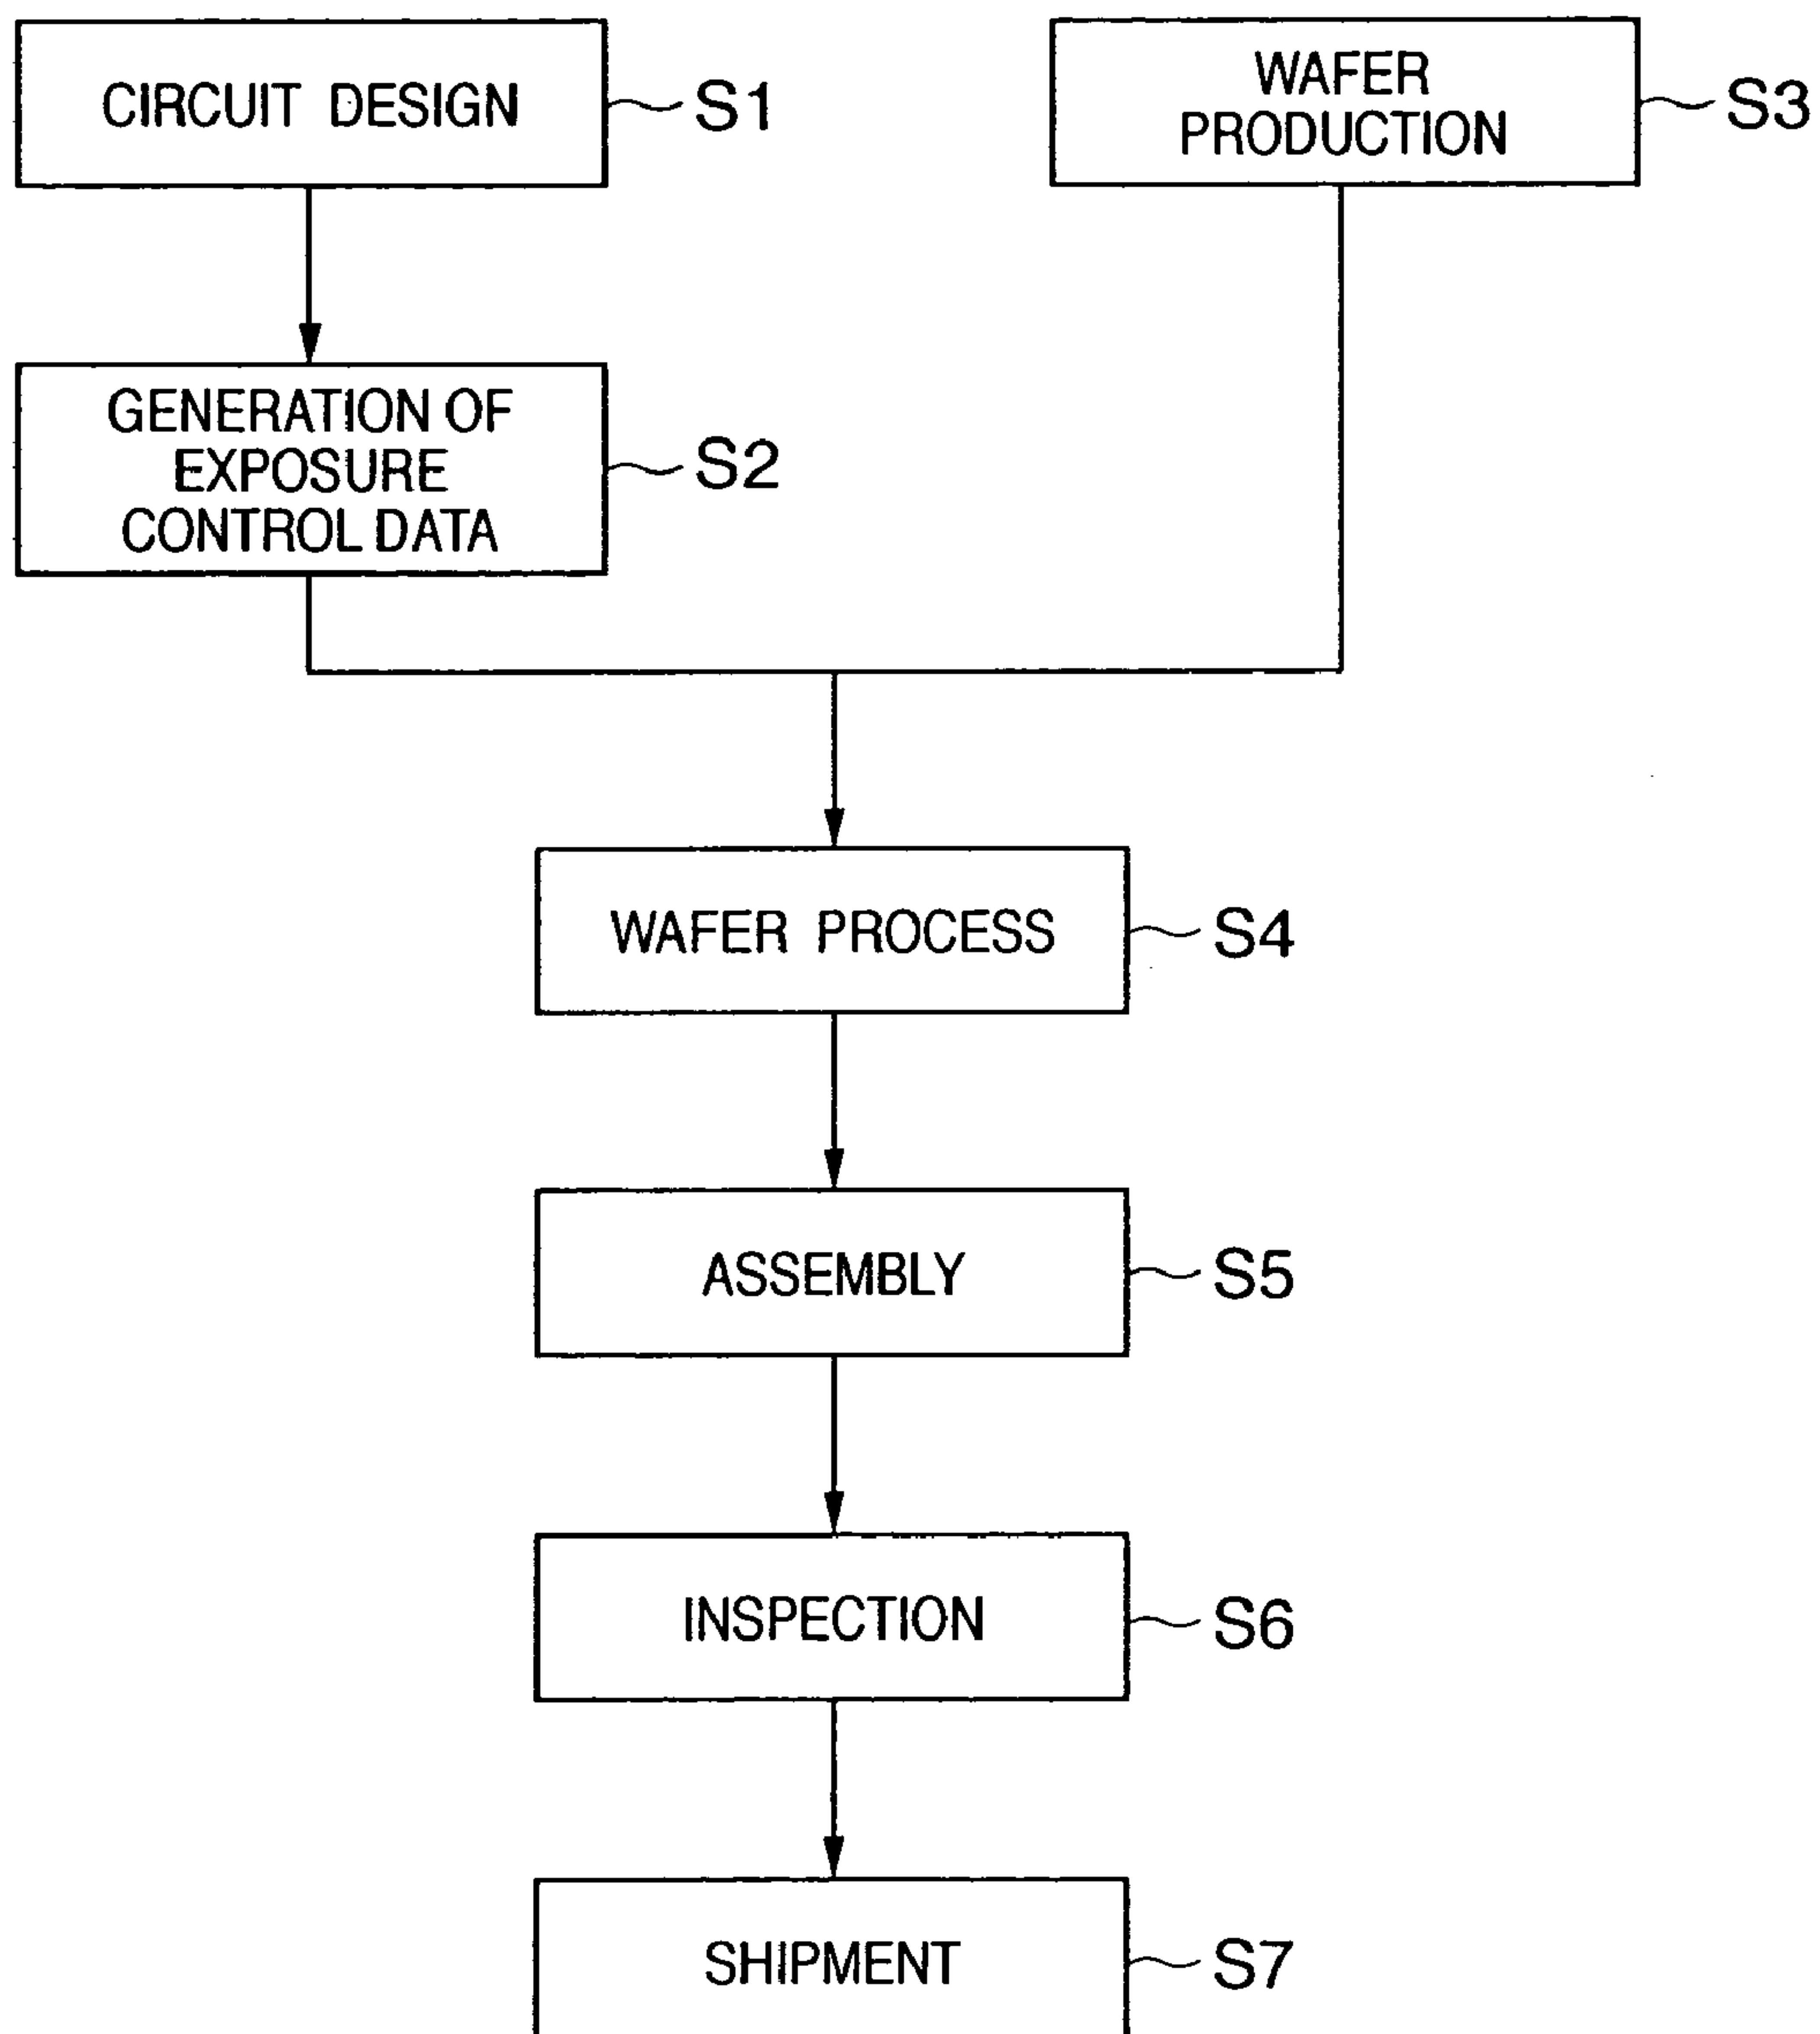 CIRCUIT DESIGN
S1
WAFER
PRODUCTION
S3
GENERATION OF
EXPOSURE
CONTROL DATA
S2
WAFER PROCESS
S4
ASSEMBLY
S5
INSPECTION
S6
SHIPMENT
S7